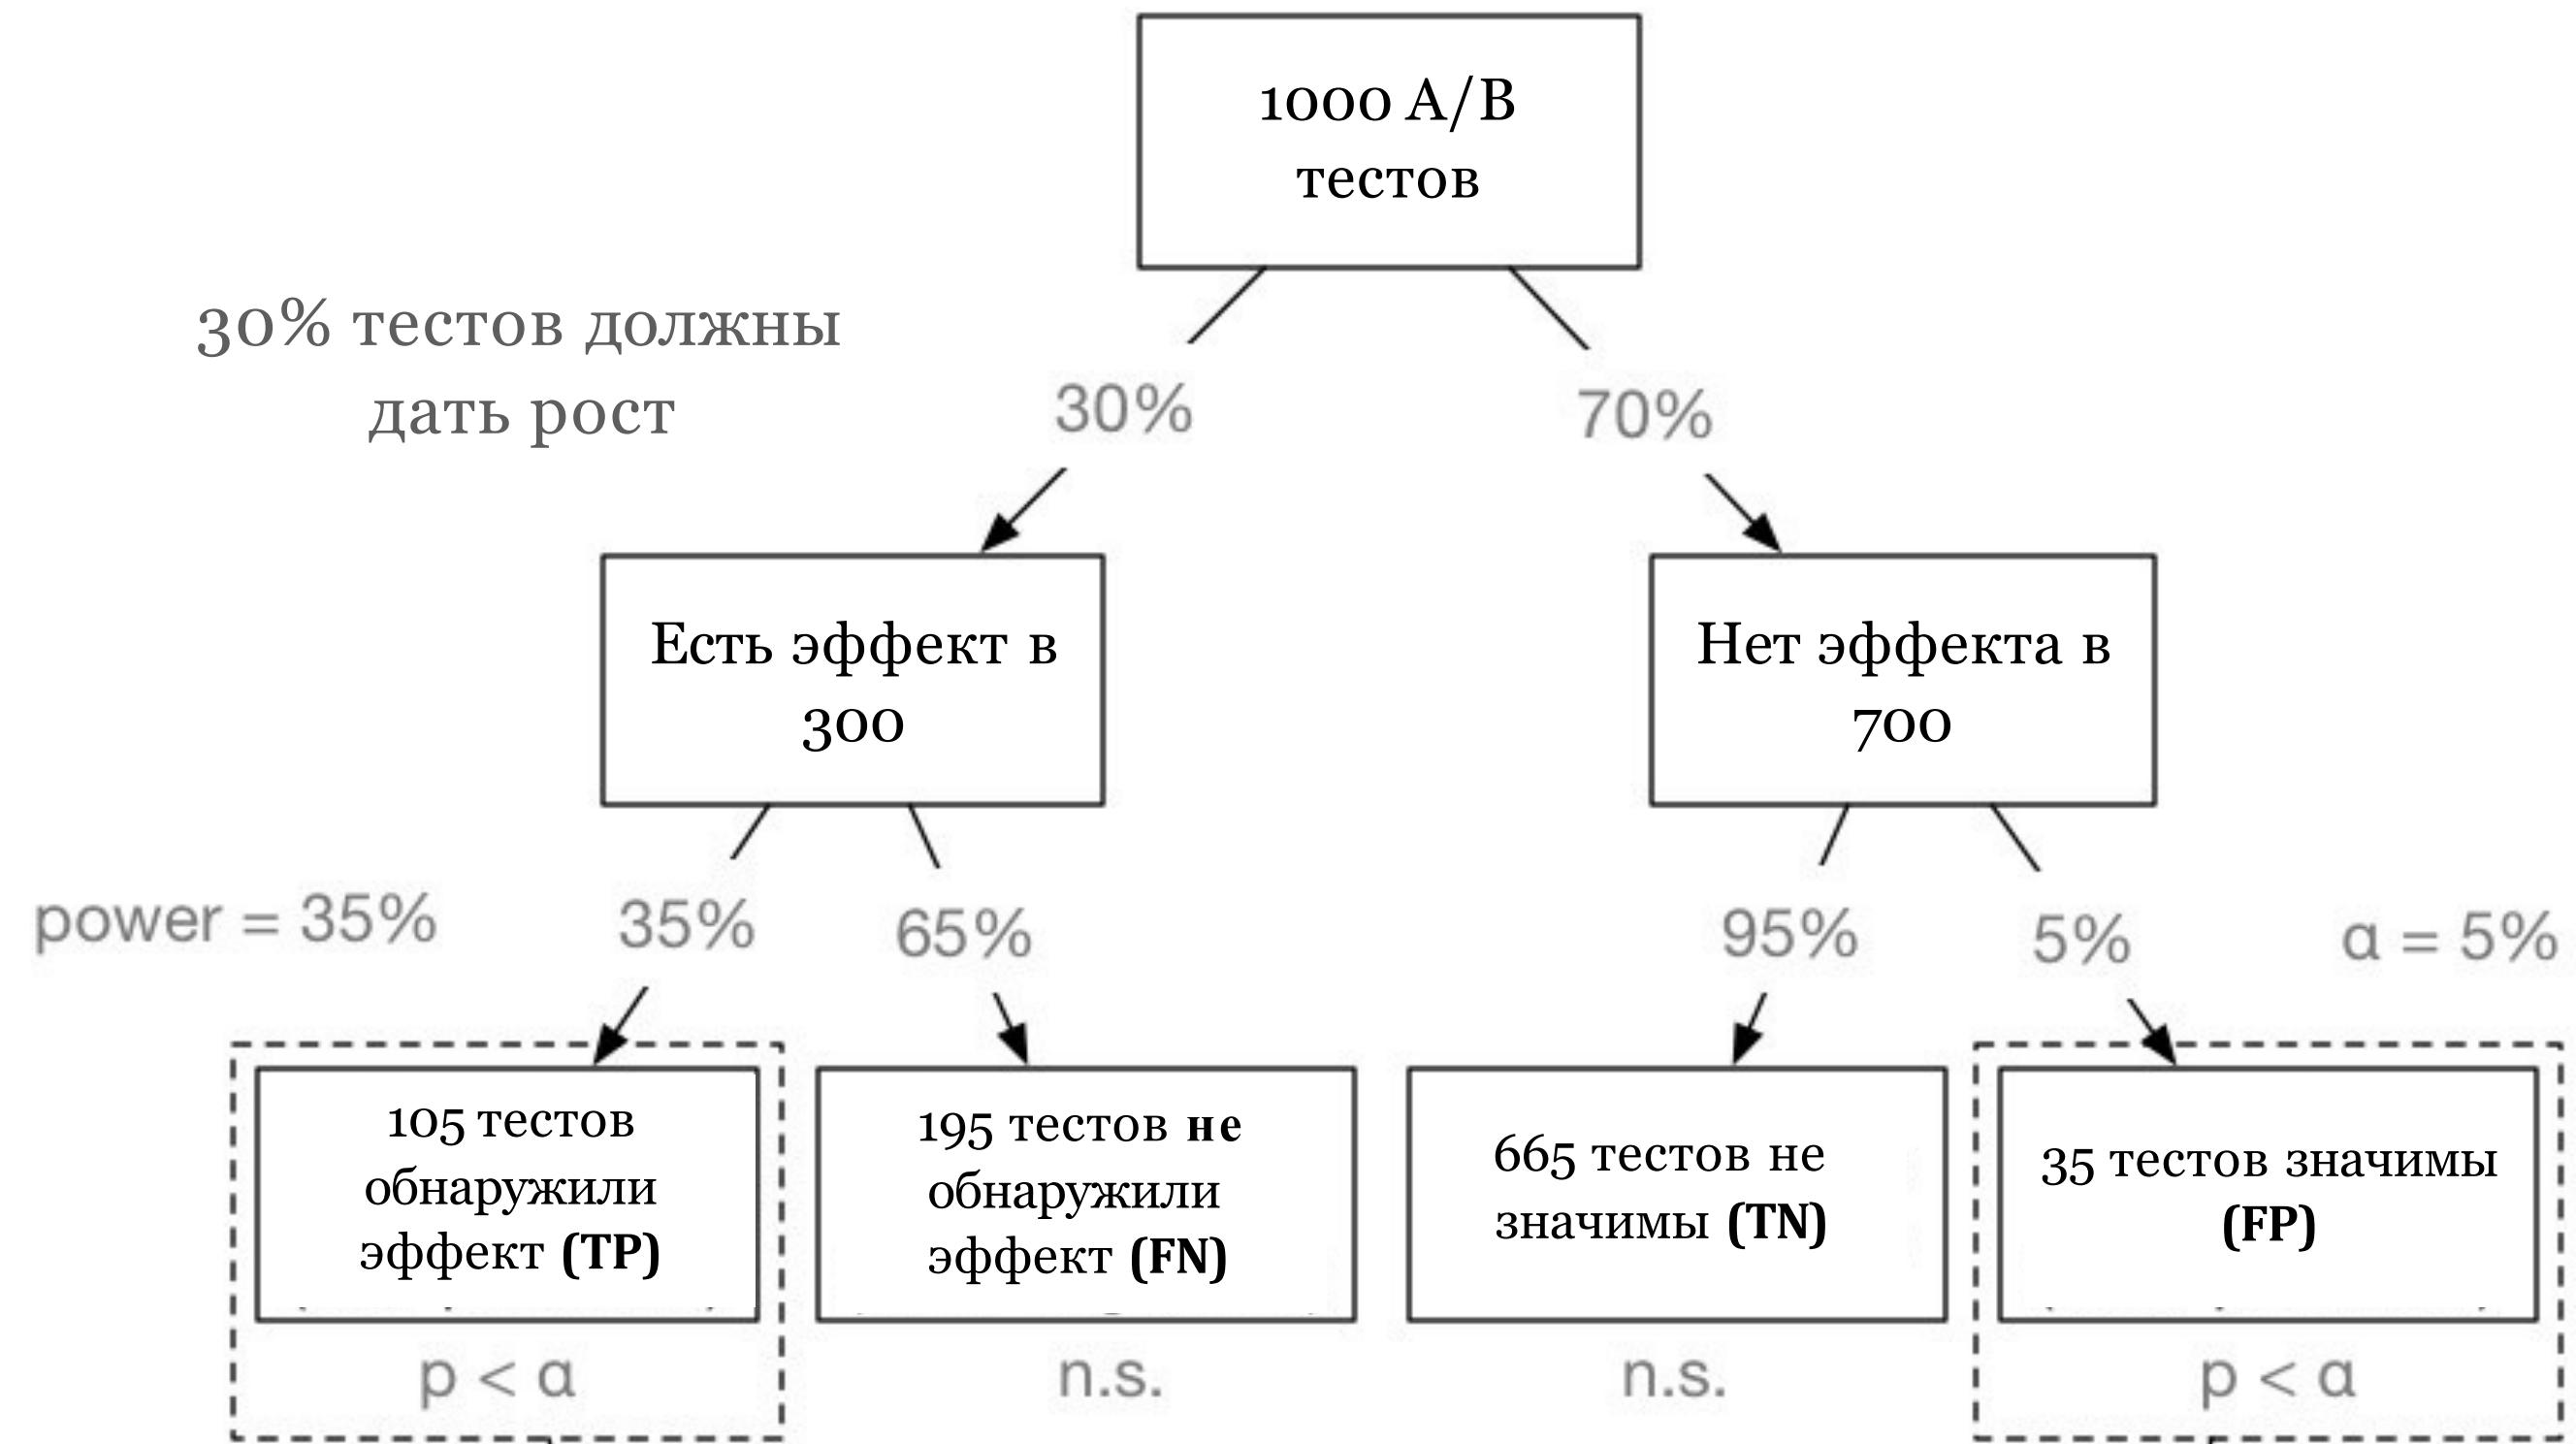 1000 А/В
тестов
30% тестов должны
дать рост
30%
70%
Есть эффект в
300
Нет эффекта в
700
power = 35%
35%
65%
95%
5%
α = 5%
105 тестов
обнаружили
эффект (TP)
195 тестов не
обнаружили
эффект (FN)
665 тестов не
значимы (TN)
35 тестов значимы
(FP)
p < α
n.s.
n.s.
p < α